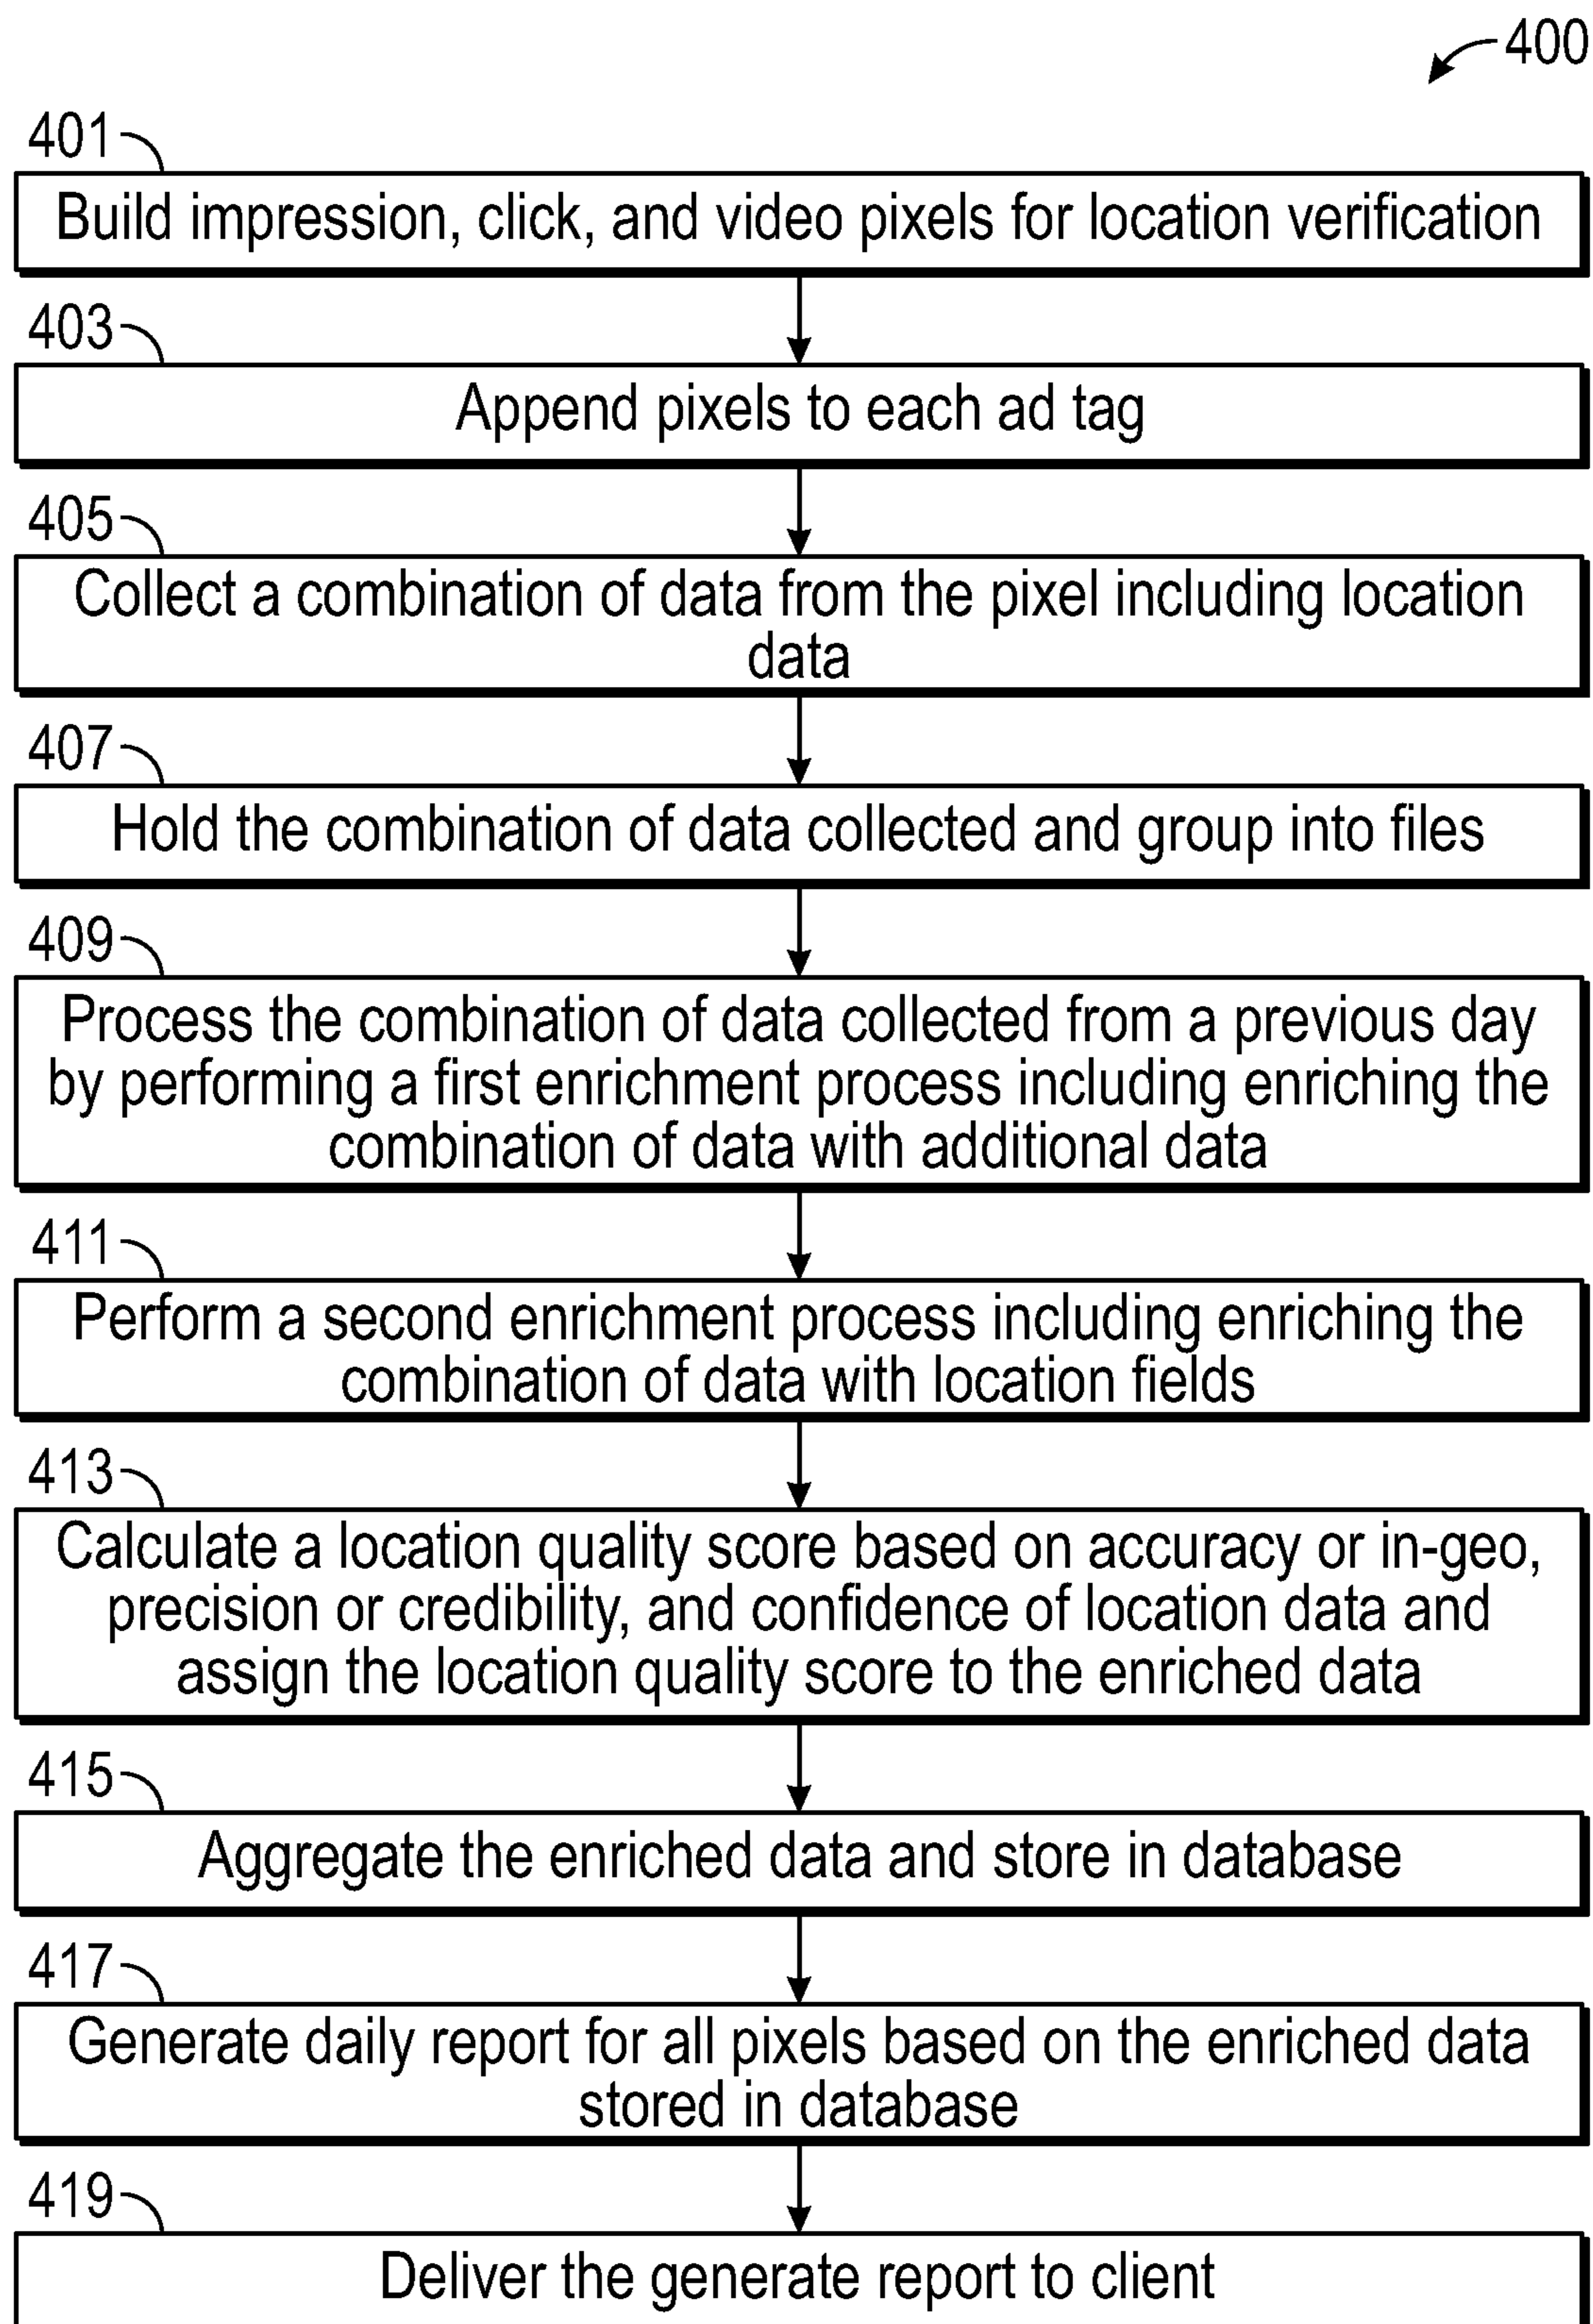 400
401
Build impression, click, and video pixels for location verification
403
Append pixels to each ad tag
405
Collect a combination of data from the pixel including location
data
407
Hold the combination of data collected and group into files
409
Process the combination of data collected from a previous day
by performing a first enrichment process including enriching the
combination of data with additional data
411
Perform a second enrichment process including enriching the
combination of data with location fields
413
Calculate a location quality score based on accuracy or in-geo,
precision or credibility, and confidence of location data and
assign the location quality score to the enriched data
415
Aggregate the enriched data and store in database
417
Generate daily report for all pixels based on the enriched data
stored in database
419
Deliver the generate report to client